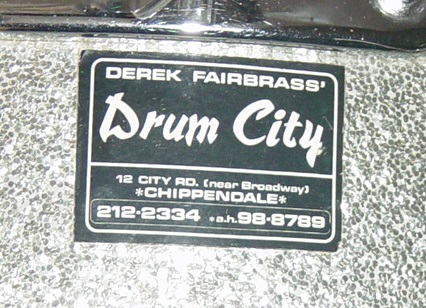 DEREK FAIRBRASS'
Drum City
12 CITY RD. (near Broadway)
*CHIPPENDALE*
212-2334 *a.h. 98-8789